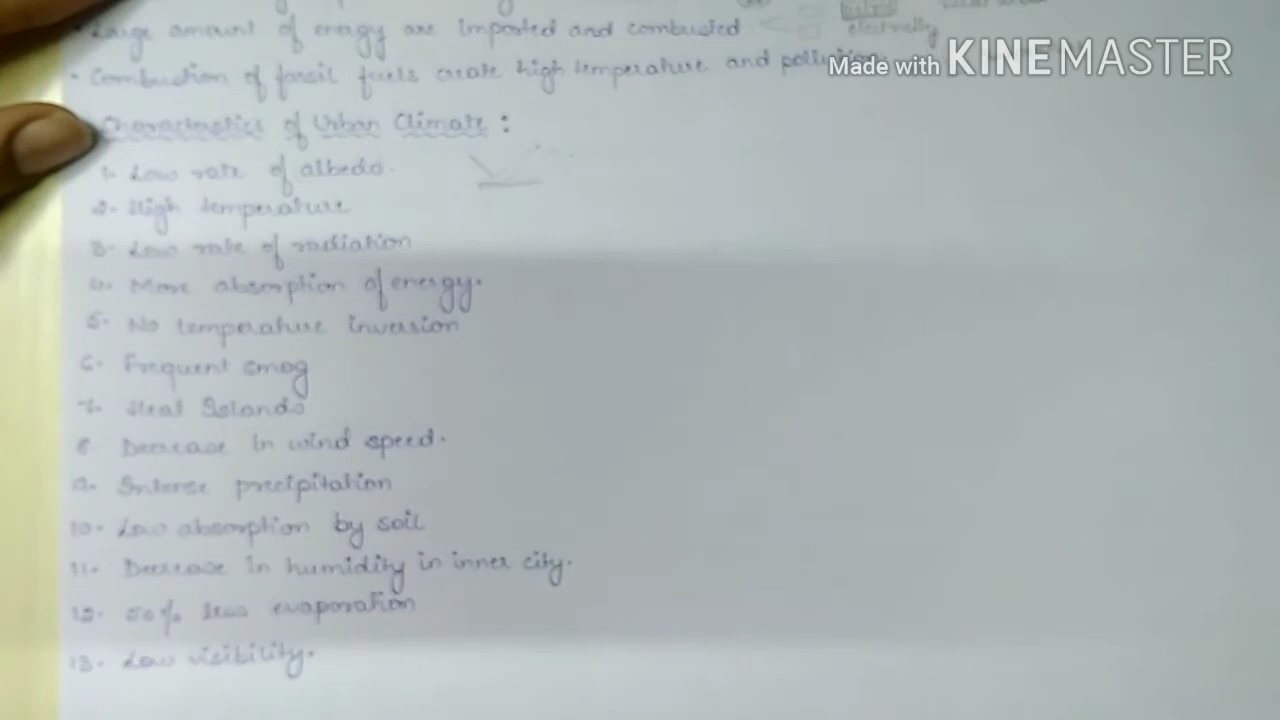 Large amount of energy are imported and combusted
electrically
• Combustion of fossil fuels create high temperature and pollution
Made with KINEMASTER
Characteristics of Urban Climate :
1. Low rate of albedo.
2. High temperature
3. Low rate of radiation
4. More absorption of energy.
5. No temperature inversion
6. Frequent smog
7. Heat Islands
8. Decrease in wind speed.
9. Intense precipitation
10. Low absorption by soil
11. Decrease in humidity in inner city.
12. 50% less evaporation
13. Low visibility.